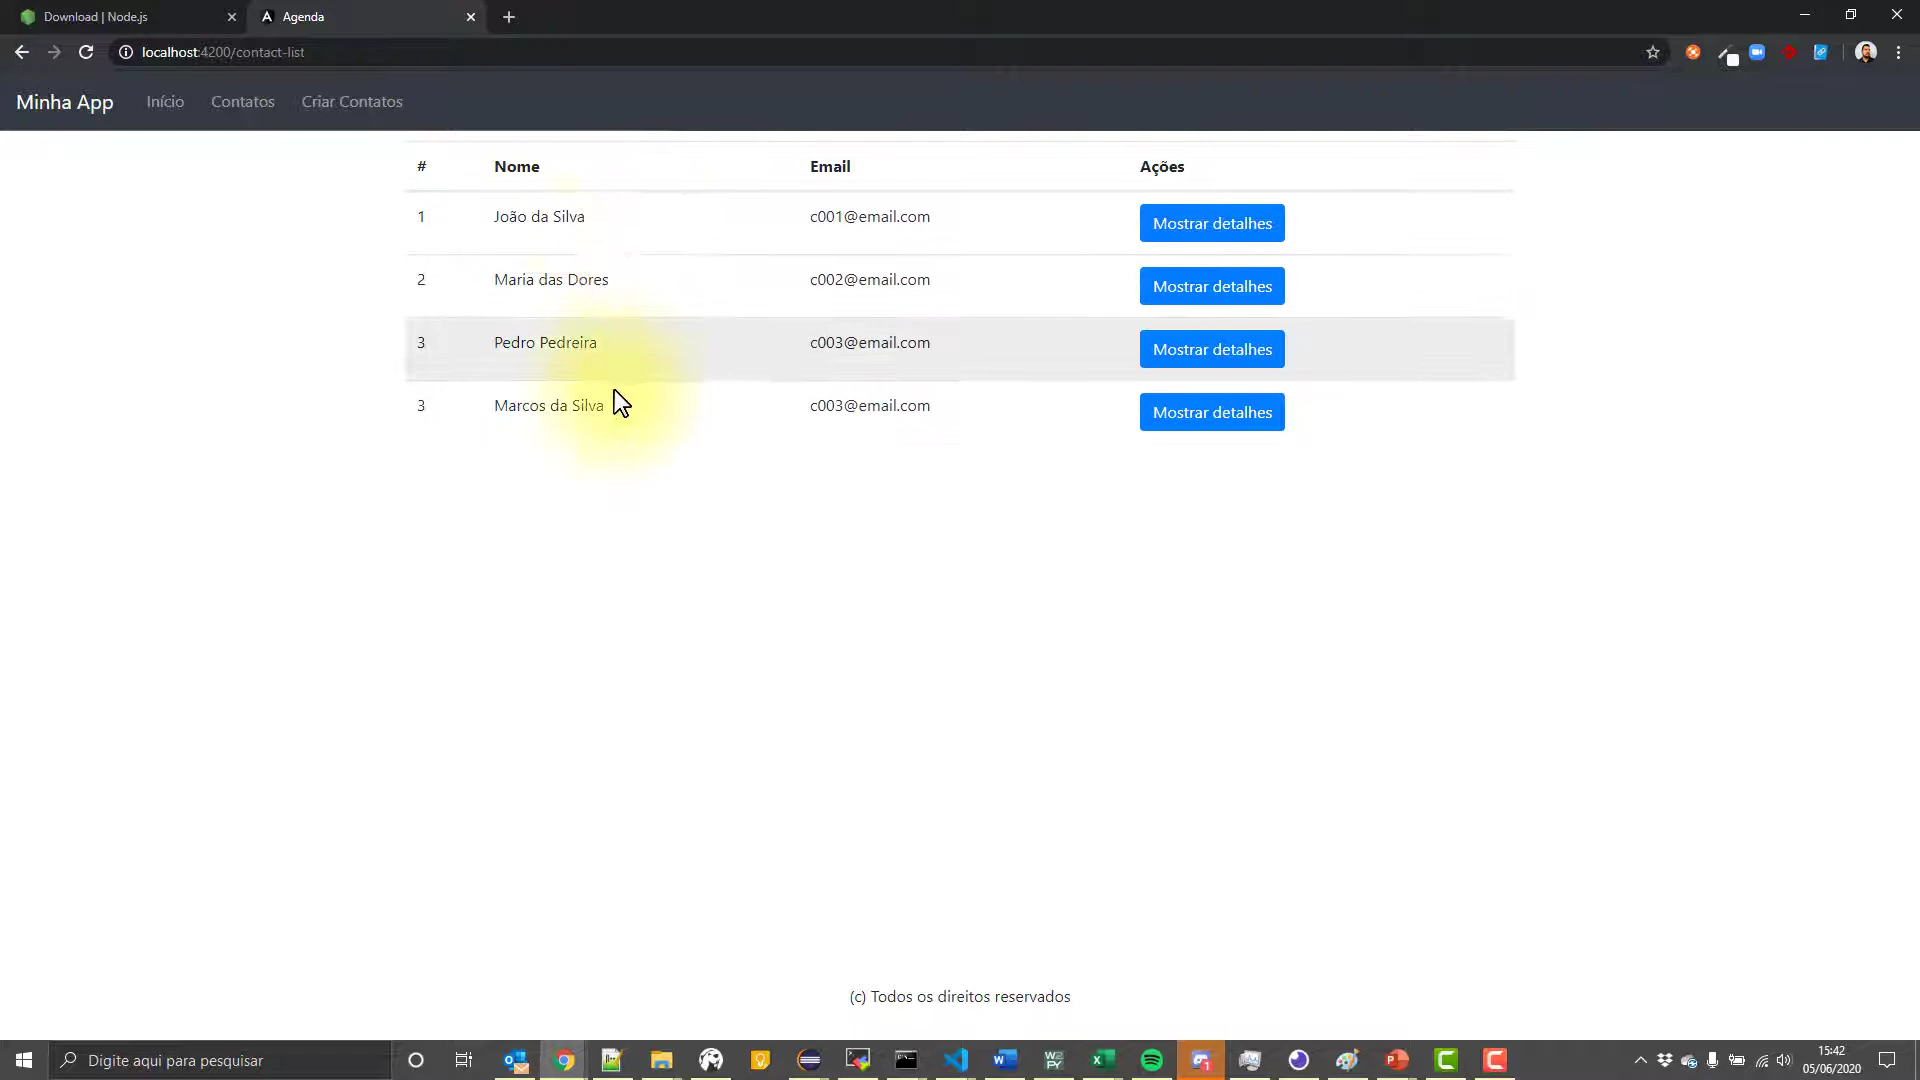 Download | Node.js
Agenda
localhost:4200/contact-list
Minha App Início Contatos Criar Contatos
# Nome Email Ações
1 João da Silva c001@email.com Mostrar detalhes
2 Maria das Dores c002@email.com Mostrar detalhes
3 Pedro Pedreira c003@email.com Mostrar detalhes
3 Marcos da Silva c003@email.com Mostrar detalhes
(c) Todos os direitos reservados
Digite aqui para pesquisar
15:42
05/06/2020